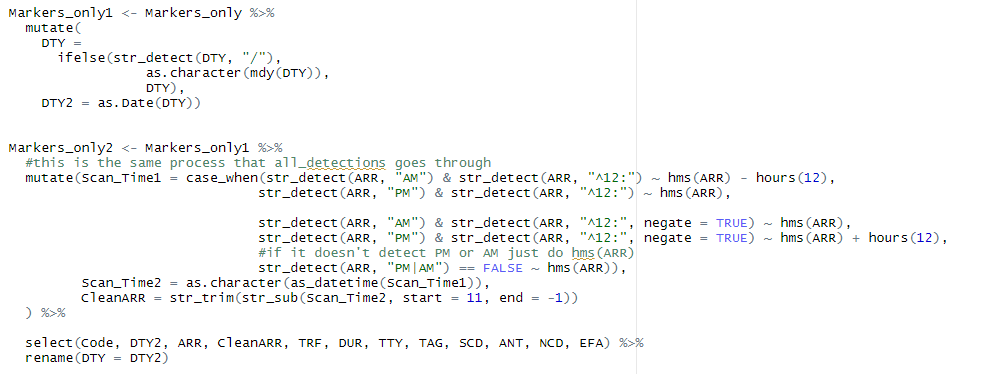 Markers_only1 <- Markers_only %>%
  mutate(
    DTY =
      ifelse(str_detect(DTY, "/"),
                 as.character(mdy(DTY)),
                 DTY),
    DTY2 = as.Date(DTY))

Markers_only2 <- Markers_only1 %>%
  #this is the same process that all_detections goes through
  mutate(Scan_Time1 = case_when(str_detect(ARR, "AM") & str_detect(ARR, "^12:") ~ hms(ARR) - hours(12),
                                str_detect(ARR, "PM") & str_detect(ARR, "^12:") ~ hms(ARR),

                                str_detect(ARR, "AM") & str_detect(ARR, "^12:", negate = TRUE) ~ hms(ARR),
                                str_detect(ARR, "PM") & str_detect(ARR, "^12:", negate = TRUE) ~ hms(ARR) + hours(12),
                                #if it doesn't detect PM or AM just do hms(ARR)
                                str_detect(ARR, "PM|AM") == FALSE ~ hms(ARR)),
         Scan_Time2 = as.character(as_datetime(Scan_Time1)),
         CleanARR = str_trim(str_sub(Scan_Time2, start = 11, end = -1))
  ) %>%

  select(Code, DTY2, ARR, CleanARR, TRF, DUR, TTY, TAG, SCD, ANT, NCD, EFA) %>%
  rename(DTY = DTY2)